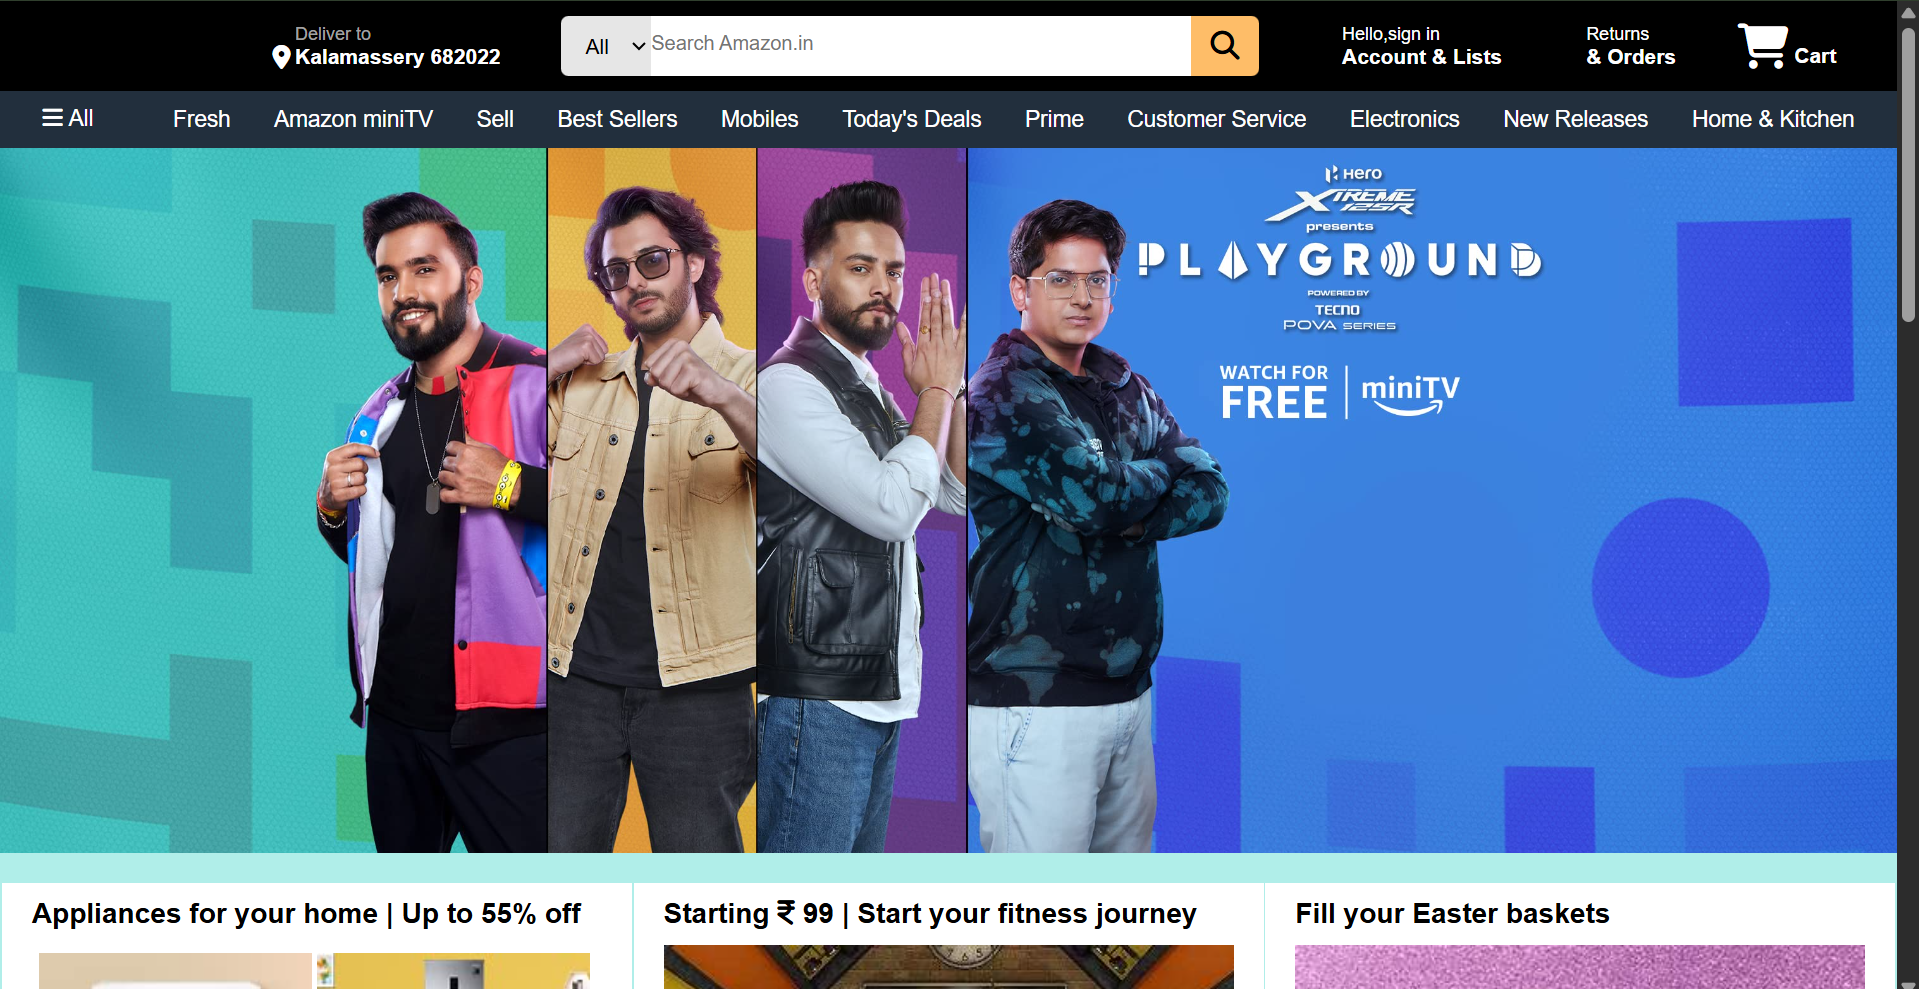 Deliver to
Kalamassery 682022
All
Search Amazon.in
Hello,sign in
Account & Lists
Returns
& Orders
Cart
All
Fresh
Amazon miniTV
Sell
Best Sellers
Mobiles
Today's Deals
Prime
Customer Service
Electronics
New Releases
Home & Kitchen
Hero
XTREME
125R
presents
PLAYGROUND
POWERED BY
TECNO
POVA SERIES
WATCH FOR
FREE
miniTV
Appliances for your home | Up to 55% off
Starting ₹ 99 | Start your fitness journey
Fill your Easter baskets
7 6 5